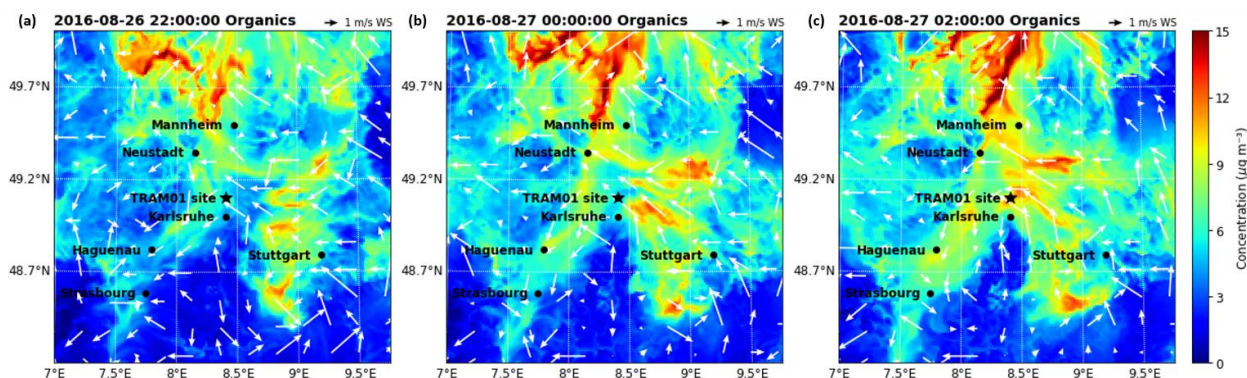 (a) 2016-08-26 22:00:00 Organics 1 m/s WS
(b) 2016-08-27 00:00:00 Organics 1 m/s WS
(c) 2016-08-27 02:00:00 Organics 1 m/s WS
49.7°N
49.2°N
48.7°N
Mannheim
Neustadt
TRAM01 site
Karlsruhe
Haguenau
Stuttgart
Strasbourg
7°E 7.5°E 8°E 8.5°E 9°E 9.5°E
49.7°N
49.2°N
48.7°N
Mannheim
Neustadt
TRAM01 site
Karlsruhe
Haguenau
Stuttgart
Strasbourg
7°E 7.5°E 8°E 8.5°E 9°E 9.5°E
49.7°N
49.2°N
48.7°N
Mannheim
Neustadt
TRAM01 site
Karlsruhe
Haguenau
Stuttgart
Strasbourg
7°E 7.5°E 8°E 8.5°E 9°E 9.5°E
15
12
9
6
3
0
Concentration (μg m⁻³)